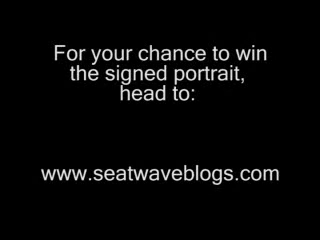 For your chance to win
the signed portrait,
head to:
www.seatwaveblogs.com